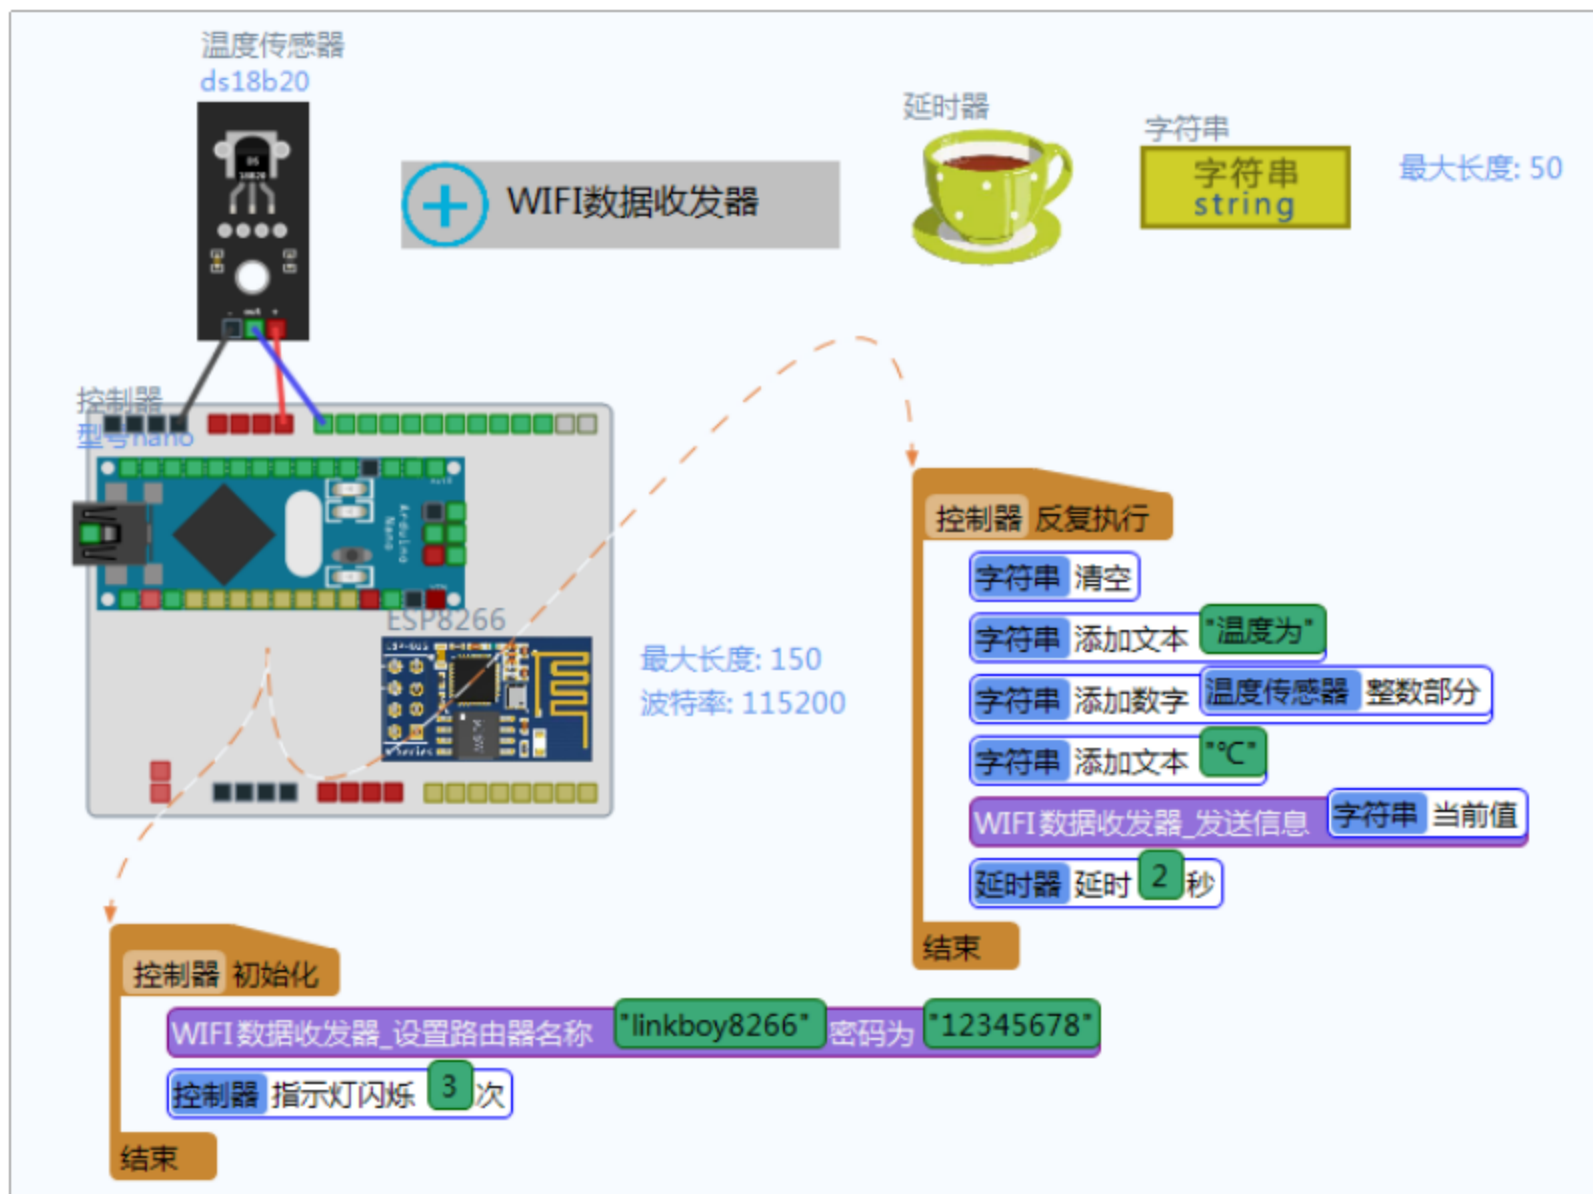 温度传感器
ds18b20
DS
18B20
- out +
WIFI数据收发器
延时器
字符串
字符串
string
最大长度: 50
控制器
型号nano
Arduino
Nano
ESP8266
最大长度: 150
波特率: 115200
控制器 反复执行
字符串 清空
字符串 添加文本 "温度为"
字符串 添加数字 温度传感器 整数部分
字符串 添加文本 "℃"
WIFI数据收发器_发送信息 字符串 当前值
延时器 延时 2 秒
结束
控制器 初始化
WIFI数据收发器_设置路由器名称 "linkboy8266" 密码为 "12345678"
控制器 指示灯闪烁 3 次
结束